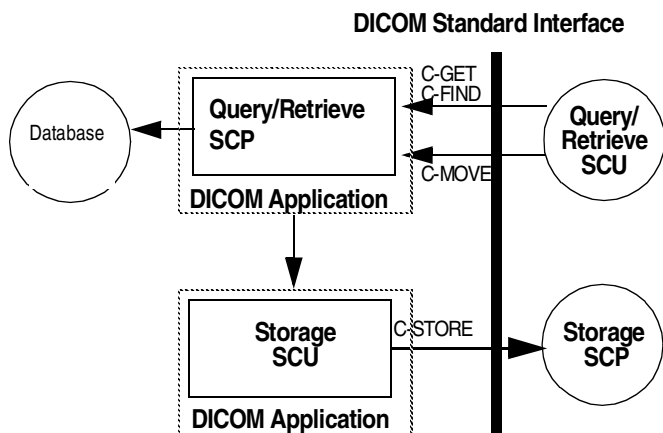 DICOM Standard Interface
C-GET
C-FIND
Query/Retrieve
SCP
Database
Query/
Retrieve
SCU
C-MOVE
DICOM Application
Storage
SCU
C-STORE
Storage
SCP
DICOM Application